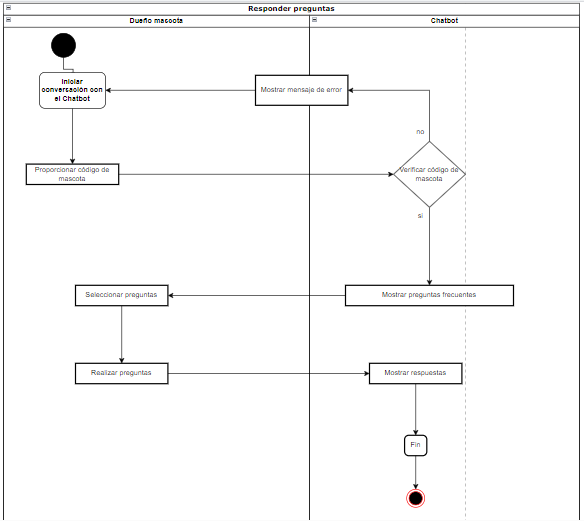 Responder preguntas
Dueño mascota
Chatbot
Iniciar
conversación con
el Chatbot
Mostrar mensaje de error
no
Proporcionar código de
mascota
Verificar código de
mascota
si
Seleccionar preguntas
Mostrar preguntas frecuentes
Realizar preguntas
Mostrar respuestas
Fin